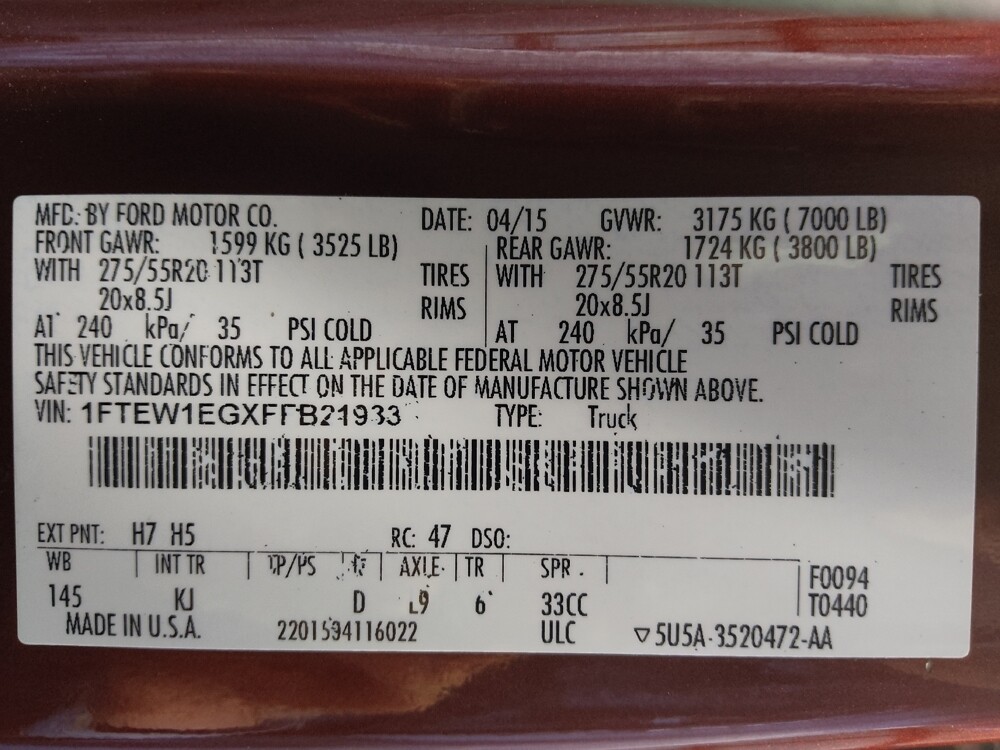 MFD. BY FORD MOTOR CO. DATE: 04/15 GVWR: 3175 KG ( 7000 LB)
FRONT GAWR: 1599 KG ( 3525 LB) REAR GAWR: 1724 KG ( 3800 LB)
WITH 275/55R20 113T TIRES WITH 275/55R20 113T TIRES
20x8.5J RIMS 20x8.5J RIMS
AT 240 kPa/ 35 PSI COLD AT 240 kPa/ 35 PSI COLD
THIS VEHICLE CONFORMS TO ALL APPLICABLE FEDERAL MOTOR VEHICLE
SAFETY STANDARDS IN EFFECT ON THE DATE OF MANUFACTURE SHOWN ABOVE.
VIN: 1FTEW1EGXFFB21933 TYPE: Truck
EXT PNT: H7 H5 RC: 47 DSO:
WB INT TR TP/PS AXLE TR SPR F0094
145 KJ D L9 6 33CC T0440
MADE IN U.S.A. 2201594116022 ULC ▽5U5A-3520472-AA